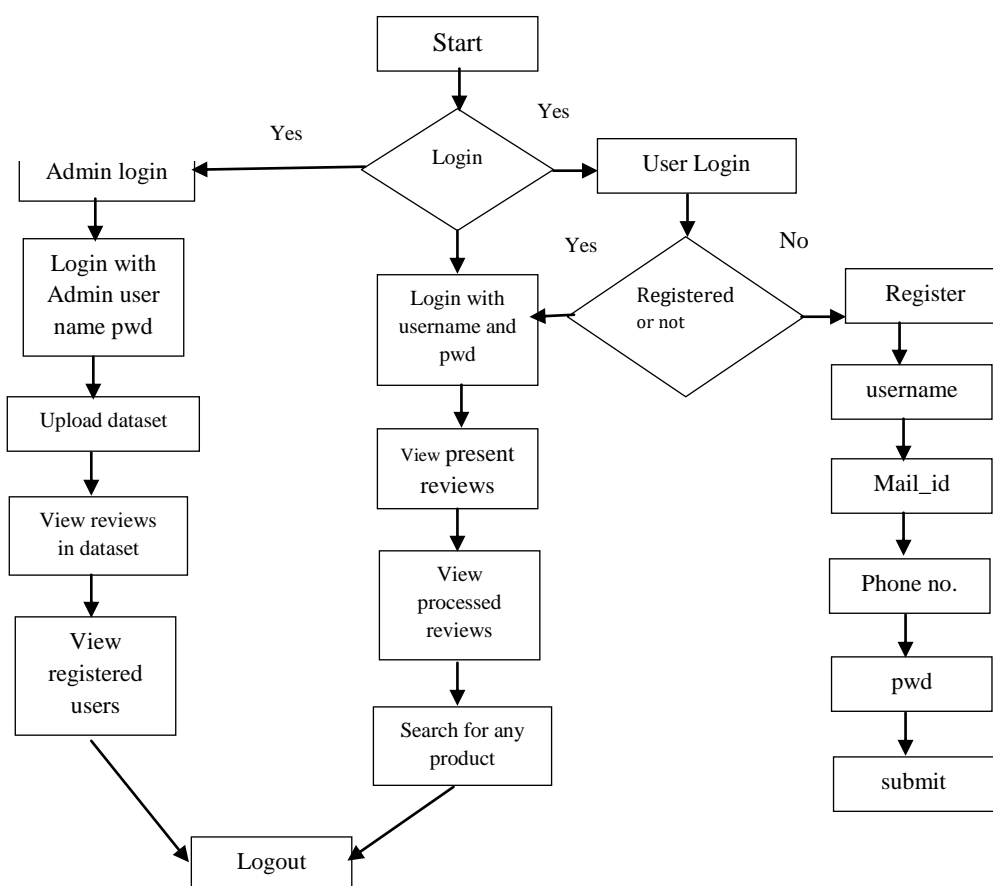 Start
Yes
Yes
Login
Admin login
User Login
Login with
Admin user
name pwd
Yes
No
Login with
username and
pwd
Registered
or not
Register
username
Upload dataset
View present
reviews
Mail_id
View reviews
in dataset
View
processed
reviews
Phone no.
View
registered
users
pwd
Search for any
product
submit
Logout